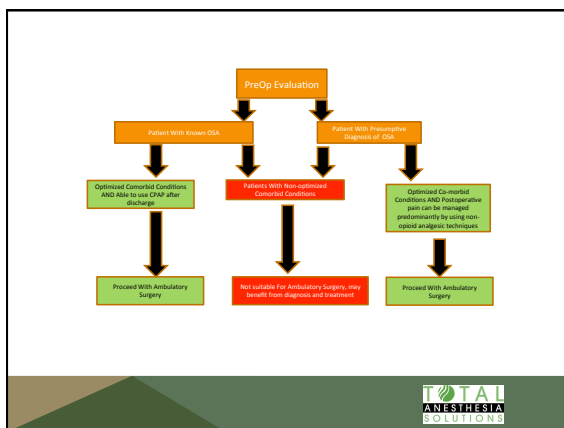 PreOp Evaluation
Patient With Known OSA
Patient With Presumptive
Diagnosis of OSA
Optimized Comorbid Conditions
AND Able to use CPAP after
discharge
Patients With Non-optimized
Comorbid Conditions
Optimized Co-morbid
Conditions AND Postoperative
pain can be managed
predominantly by using non-
opioid analgesic techniques
Proceed With Ambulatory
Surgery
Not suitable For Ambulatory Surgery, may
benefit from diagnosis and treatment
Proceed With Ambulatory
Surgery
TOTAL
ANESTHESIA
SOLUTIONS